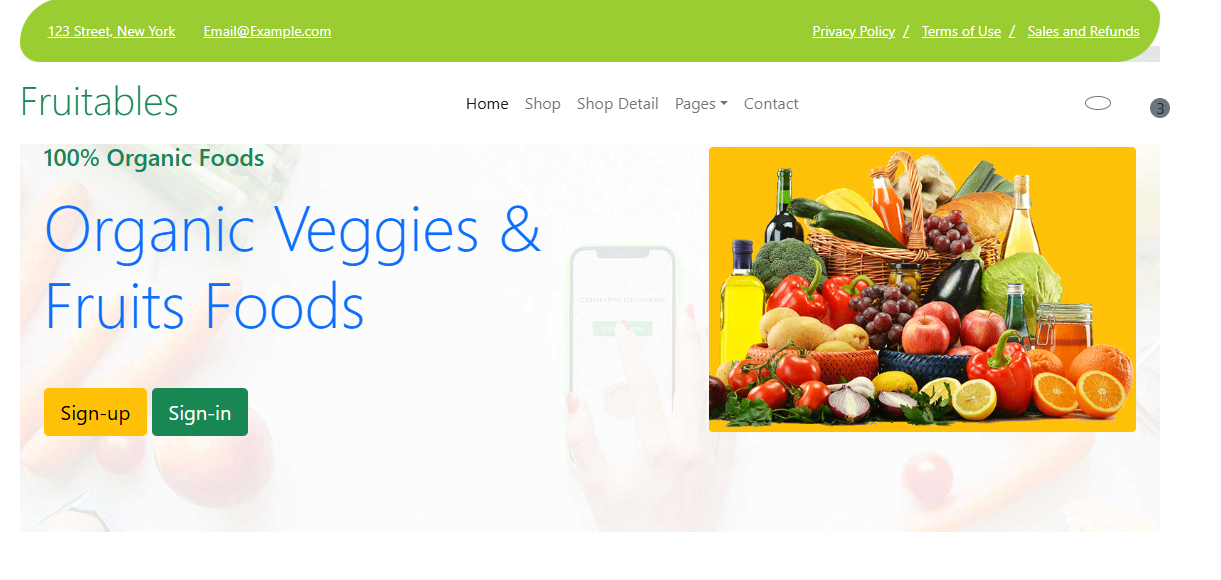 123 Street, New York Email@Example.com Privacy Policy / Terms of Use / Sales and Refunds
Fruitables Home Shop Shop Detail Pages Contact 3
100% Organic Foods
Organic Veggies &
Fruits Foods
CONFIRM DELIVERY
Sign-up Sign-in